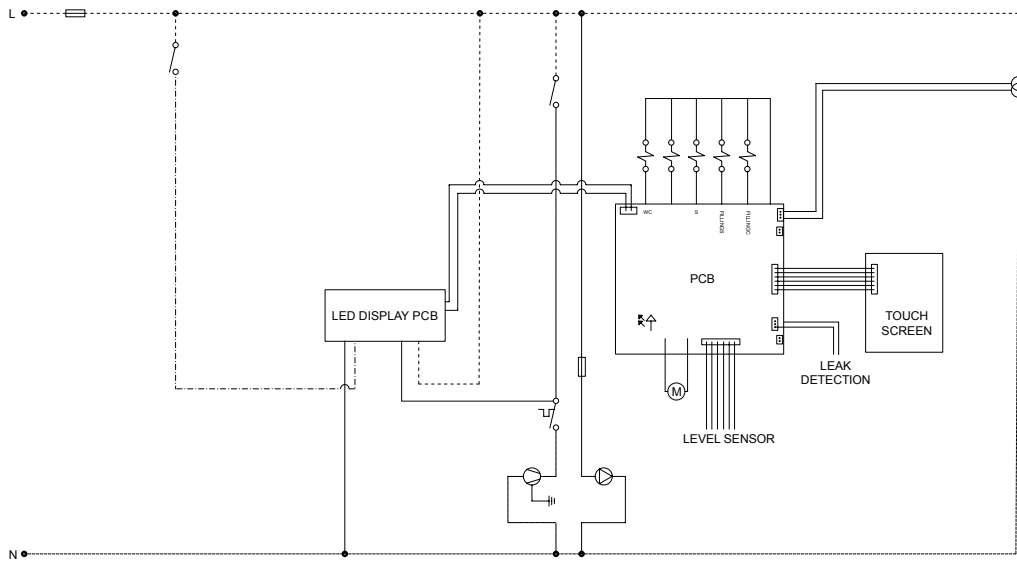 L
WC
S
FILLINGS
FILLINGC
PCB
LED DISPLAY PCB
TOUCH
SCREEN
LEAK
DETECTION
M
LEVEL SENSOR
N